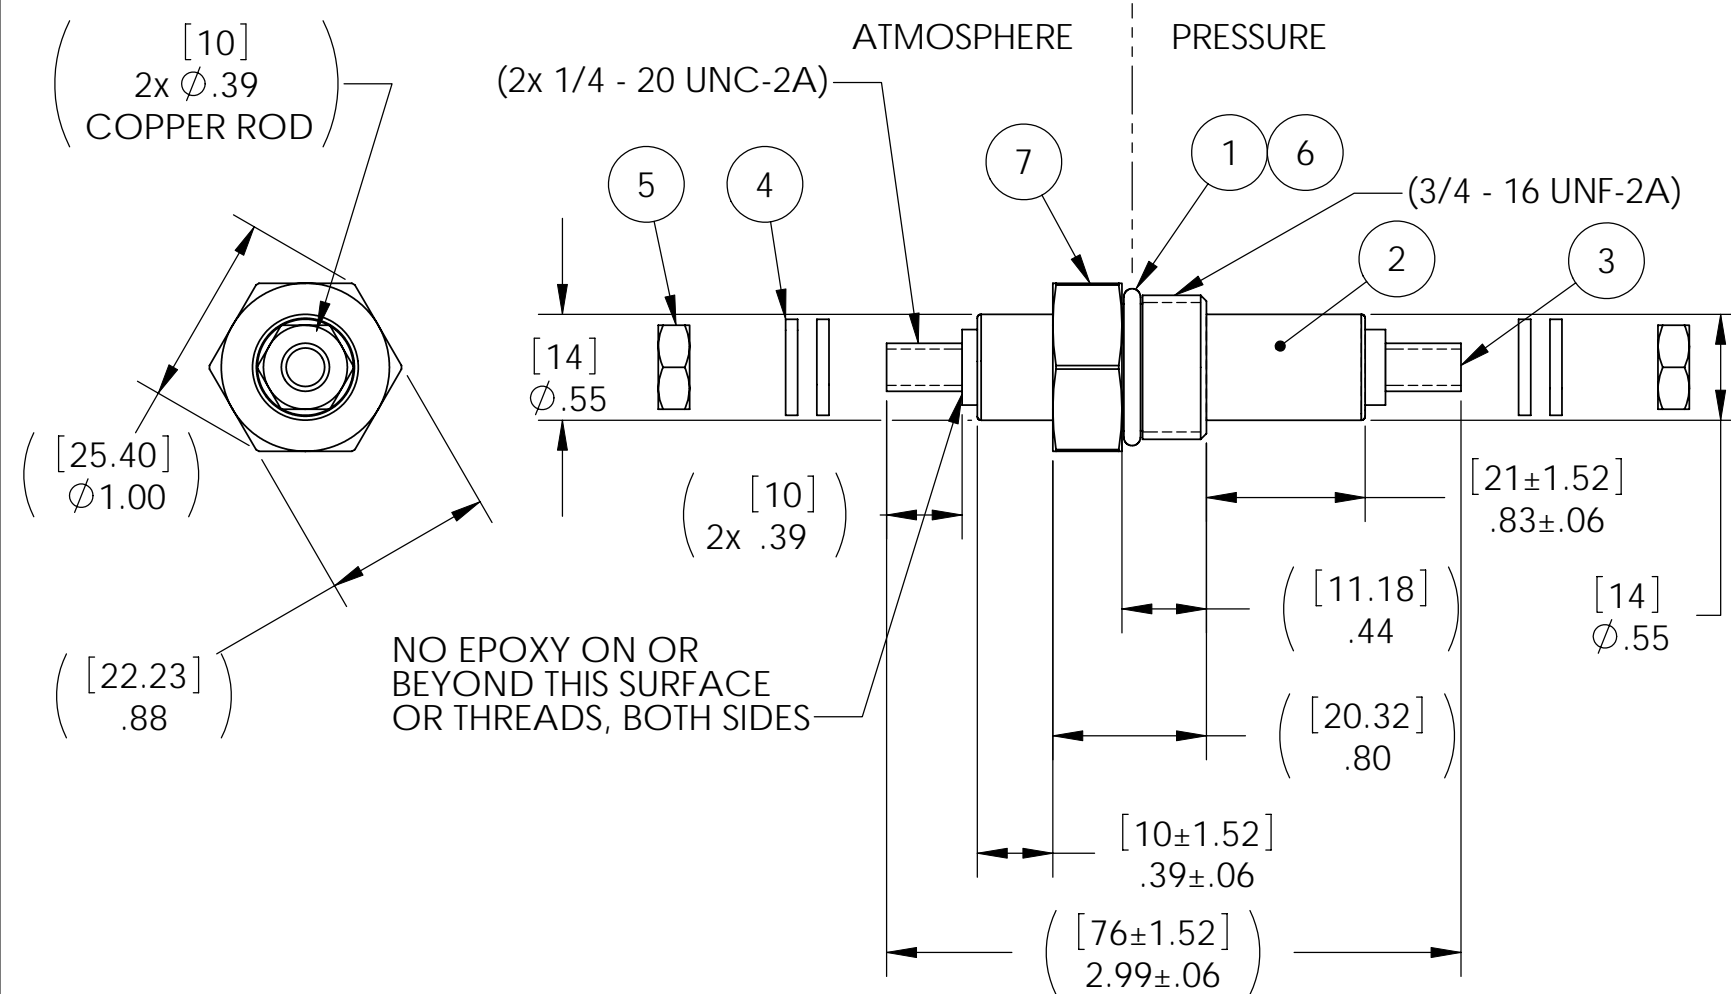 [10]
2x ∅.39
COPPER ROD
ATMOSPHERE
PRESSURE
(2x 1/4 - 20 UNC-2A)
5
4
7
1
6
(3/4 - 16 UNF-2A)
2
3
[14]
∅.55
[25.40]
∅1.00
[22.23]
.88
[10]
2x .39
NO EPOXY ON OR
BEYOND THIS SURFACE
OR THREADS, BOTH SIDES
[21±1.52]
.83±.06
[11.18]
.44
[14]
∅.55
[20.32]
.80
[10±1.52]
.39±.06
[76±1.52]
2.99±.06